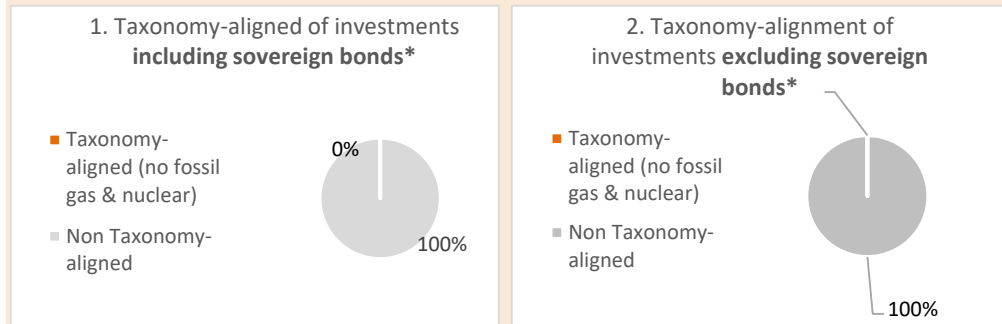 1. Taxonomy-aligned of investments
including sovereign bonds*
Taxonomy-
aligned (no fossil
gas & nuclear)
Non Taxonomy-
aligned
0%
100%
2. Taxonomy-alignment of
investments excluding sovereign
bonds*
Taxonomy-
aligned (no fossil
gas & nuclear)
Non Taxonomy-
aligned
100%